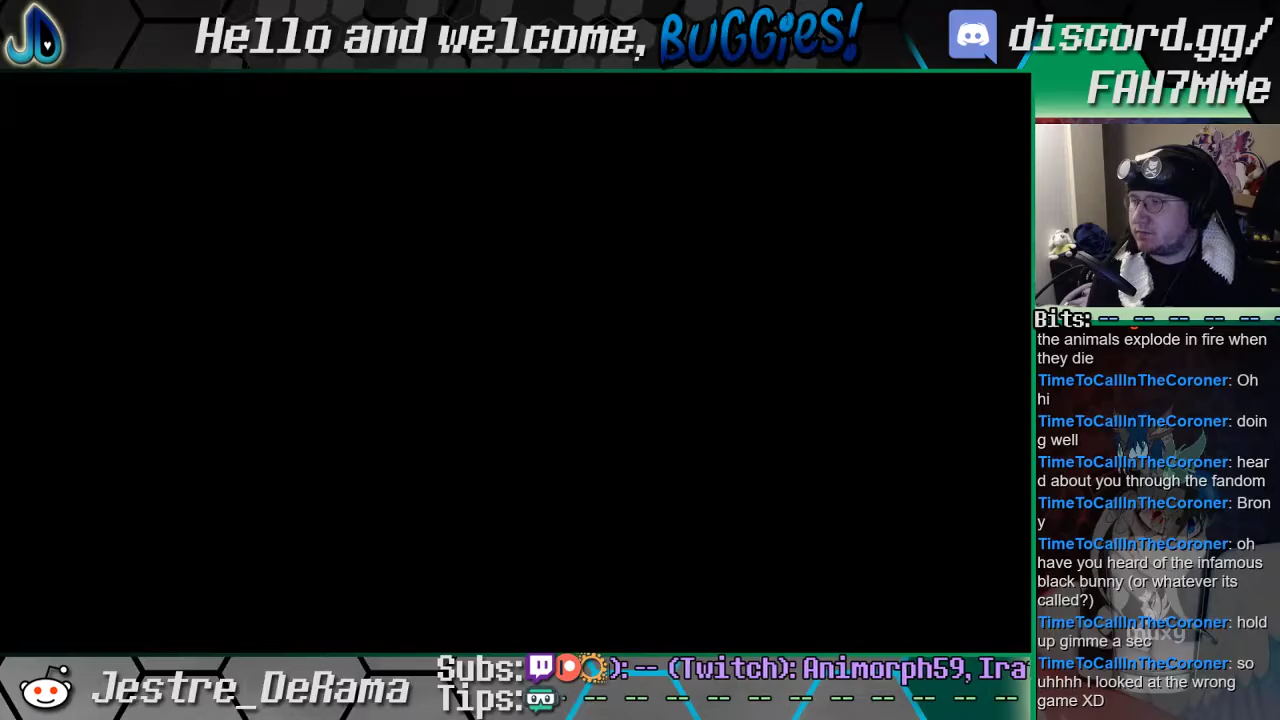 JD
Hello and welcome, BUGGIES!
discord.gg/
FAH7MMe
Bits: -- -- -- -- --
the animals explode in fire when
they die
TimeToCallInTheCoroner: Oh
hi
TimeToCallInTheCoroner: doin
g well
TimeToCallInTheCoroner: hear
d about you through the fandom
TimeToCallInTheCoroner: Bron
y
TimeToCallInTheCoroner: oh
have you heard of the infamous
black bunny (or whatever its
called?)
TimeToCallInTheCoroner: hold
up gimme a sec
TimeToCallInTheCoroner: so
uhhhh I looked at the wrong
game XD
Jestre_DeRama
Subs: ): -- (Twitch): Animorph59, Ira
Tips: -- -- -- -- -- -- -- -- -- -- --